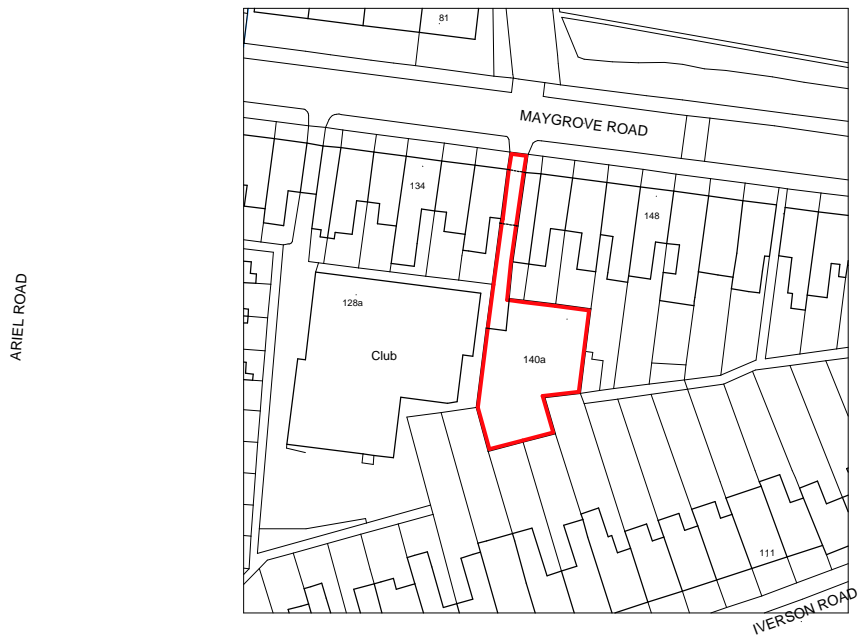 81
MAYGROVE ROAD
134
148
ARIEL ROAD
128a
Club
140a
111
IVERSON ROAD